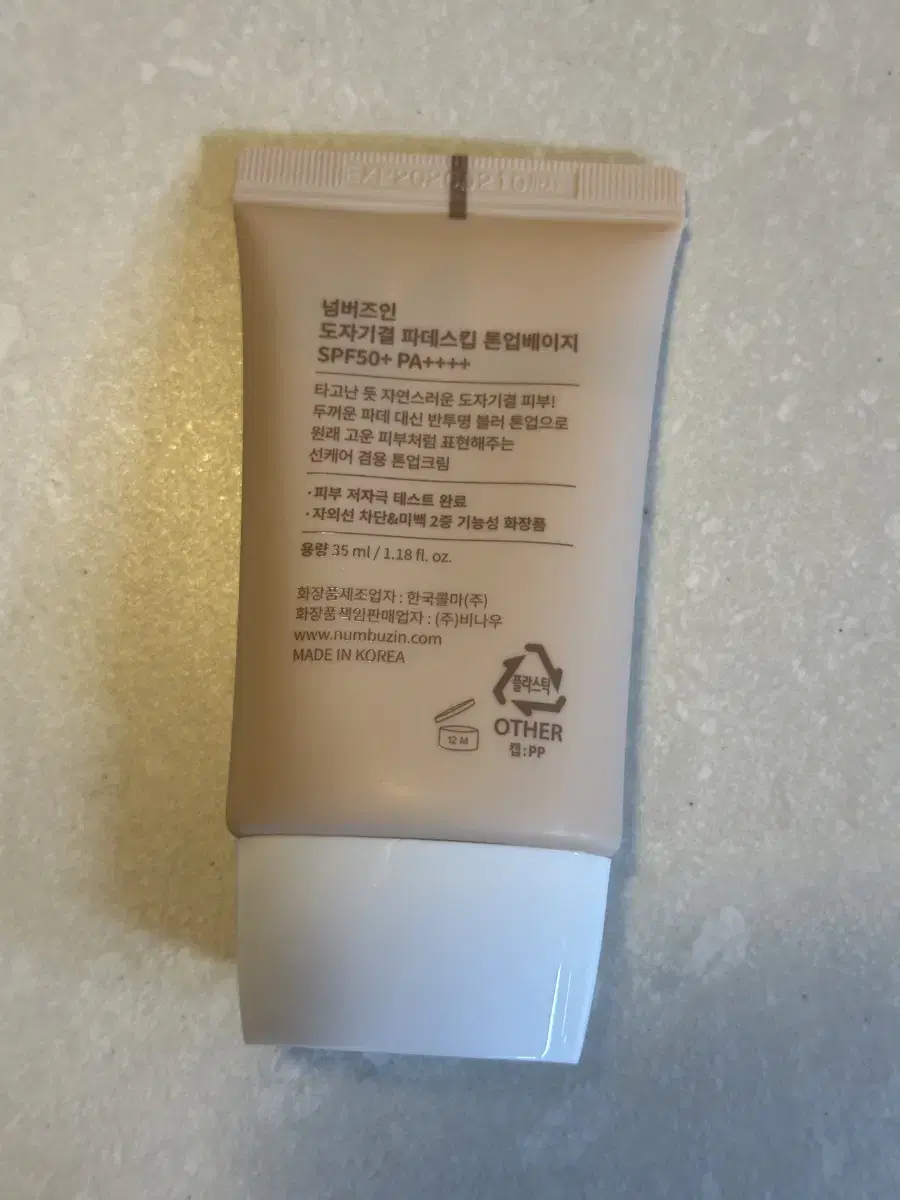 넘버즈인
도자기결 파데스킵 톤업베이지
SPF50+ PA++++
타고난 듯 자연스러운 도자기결 피부!
두꺼운 파데 대신 반투명 블러 톤업으로
원래 고운 피부처럼 표현해주는
선케어 겸용 톤업크림
·피부 저자극 테스트 완료
·자외선 차단&미백 2중 기능성 화장품
용량 35 ml / 1.18 fl. oz.
화장품제조업자 : 한국콜마(주)
화장품책임판매업자 : (주)비나우
www.numbuzin.com
MADE IN KOREA
플라스틱
OTHER
캡:PP
12 M